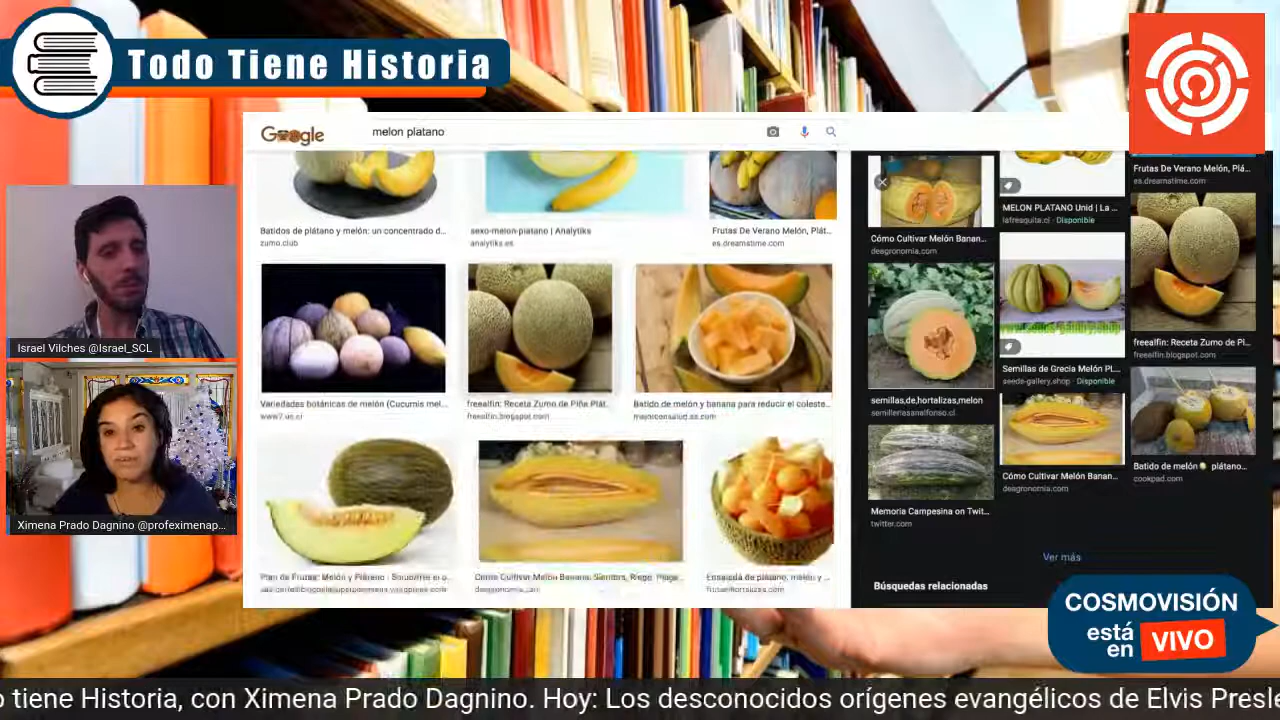 Todo Tiene Historia
Google
melon platano
Batidos de plátano y melón: un concentrado d...
zumo.club
sexo-melon-platano | Analytiks
analytiks.es
Frutas De Verano Melón, Plát...
es.dreamstime.com
Variedades botánicas de melón (Cucumis mel...
freealfin: Receta Zumo de Piña Plát...
freealfin.blogspot.com
Batido de melón y banana para reducir el coleste...
mejorconsalud.as.com
Plan de Frutas: Melón y Plátano
Cómo Cultivar Melón Banana: Siembra, Riego, Plaga...
Ensalada de plátano, melón y ...
Cómo Cultivar Melón Banan...
deagronomia.com
MELON PLATANO Unid | La ...
lafresquita.cl · Disponible
Frutas De Verano Melón, Plá...
es.dreamstime.com
semillas,de,hortalizas,melon
semillerasanalfonso.cl
Semillas de Grecia Melón Pl...
seeds-gallery.shop · Disponible
freealfin: Receta Zumo de Pi...
freealfin.blogspot.com
Memoria Campesina on Twit...
twitter.com
Cómo Cultivar Melón Banan...
deagronomia.com
Batido de melón🍈 plátano...
cookpad.com
Ver más
Búsquedas relacionadas
Israel Vilches @Israel_SCL
Ximena Prado Dagnino @profeximenap...
COSMOVISIÓN
está
en
VIVO
o tiene Historia, con Ximena Prado Dagnino. Hoy: Los desconocidos orígenes evangélicos de Elvis Presle